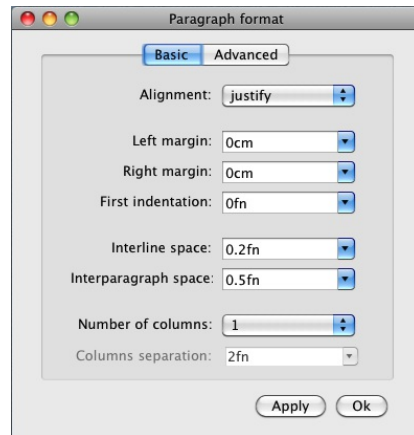 Paragraph format
Basic Advanced
Alignment: justify
Left margin: 0cm
Right margin: 0cm
First indentation: 0fn
Interline space: 0.2fn
Interparagraph space: 0.5fn
Number of columns: 1
Columns separation: 2fn
Apply Ok